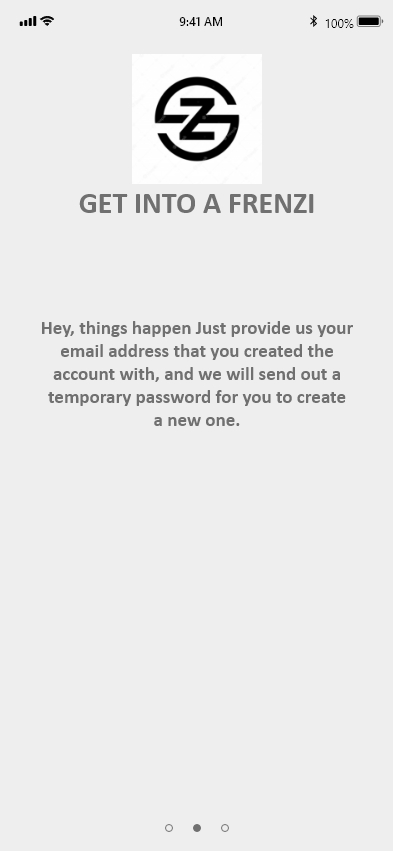 9:41 AM 100%
GET INTO A FRENZI
Hey, things happen Just provide us your
email address that you created the
account with, and we will send out a
temporary password for you to create
a new one.